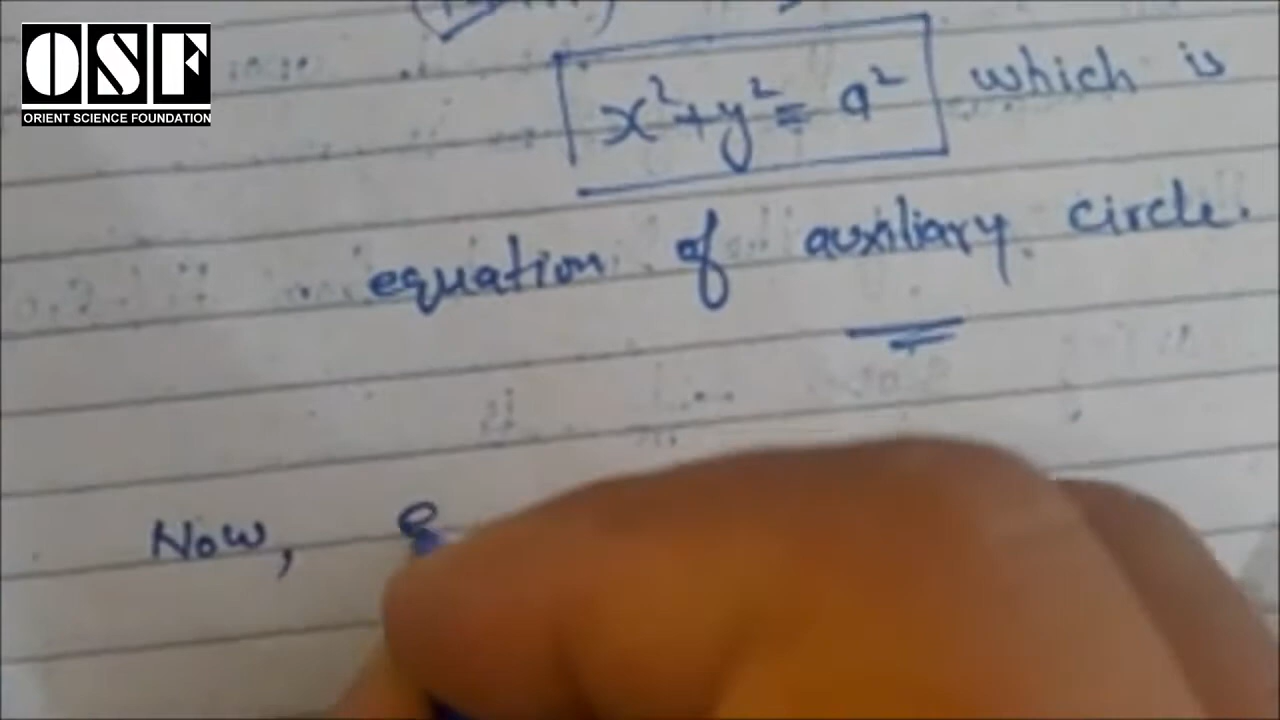 OSF
ORIENT SCIENCE FOUNDATION
x²+y²= a² which is
equation of auxiliary circle.
Now,